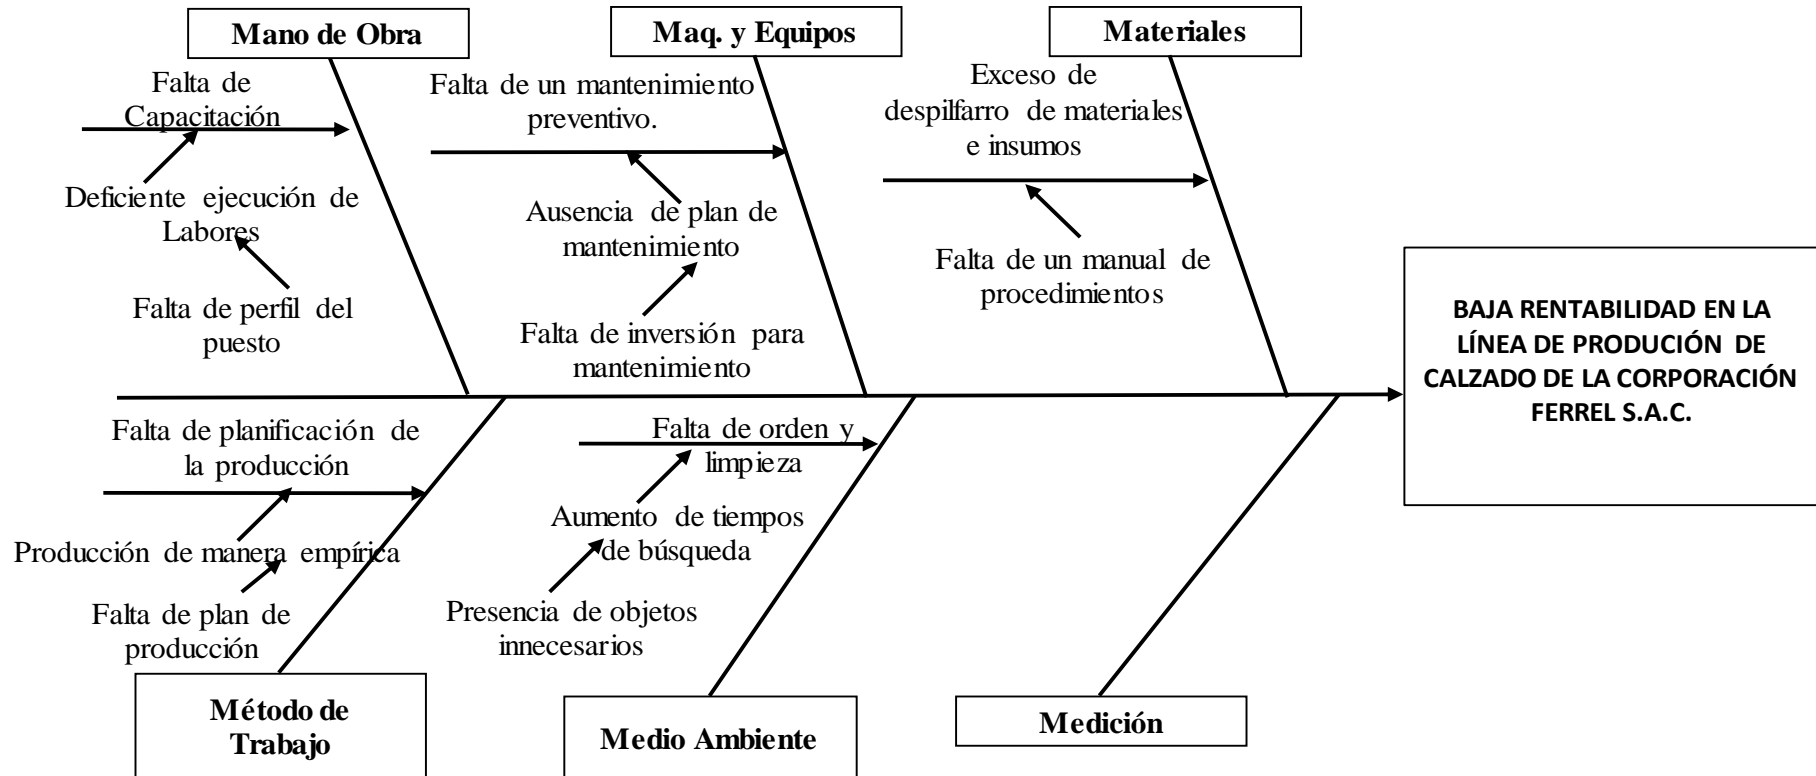 Mano de Obra
Maq. y Equipos
Materiales
Falta de
Capacitación
Deficiente ejecución de
Labores
Falta de perfil del
puesto
Falta de un mantenimiento
preventivo.
Ausencia de plan de
mantenimiento
Falta de inversión para
mantenimiento
Exceso de
despilfarro de materiales
e insumos
Falta de un manual de
procedimientos
BAJA RENTABILIDAD EN LA
LÍNEA DE PRODUCIÓN DE
CALZADO DE LA CORPORACIÓN
FERREL S.A.C.
Falta de planificación de
la producción
Producción de manera empírica
Falta de plan de
producción
Falta de orden y
limpieza
Aumento de tiempos
de búsqueda
Presencia de objetos
innecesarios
Método de
Trabajo
Medio Ambiente
Medición